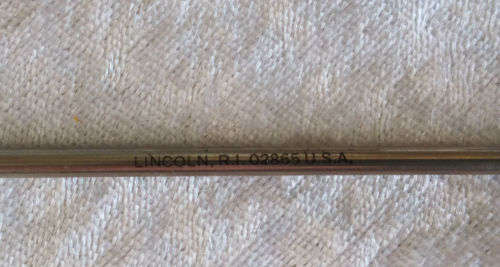 LINCOLN, R.I. 02865 U.S.A.